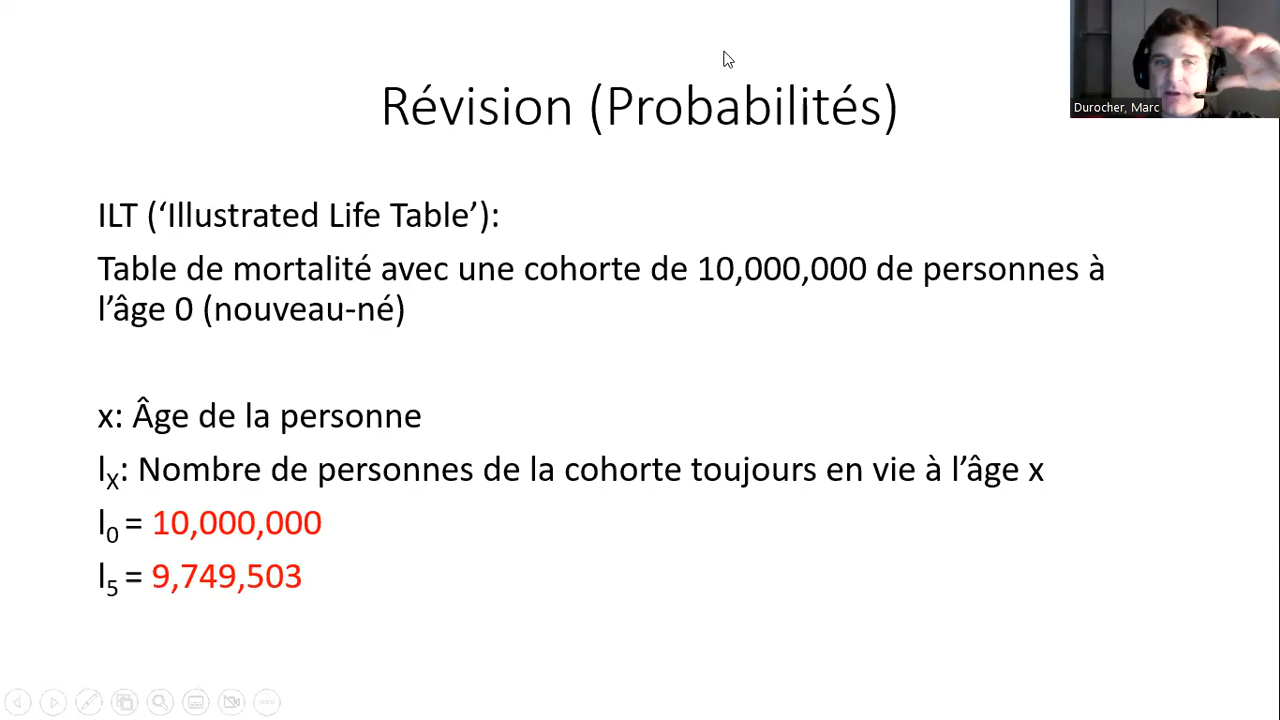 Révision (Probabilités)
Durocher, Marc
ILT (‘Illustrated Life Table’):
Table de mortalité avec une cohorte de 10,000,000 de personnes à
l’âge 0 (nouveau-né)
x: Âge de la personne
lX: Nombre de personnes de la cohorte toujours en vie à l’âge x
l0 = 10,000,000
l5 = 9,749,503